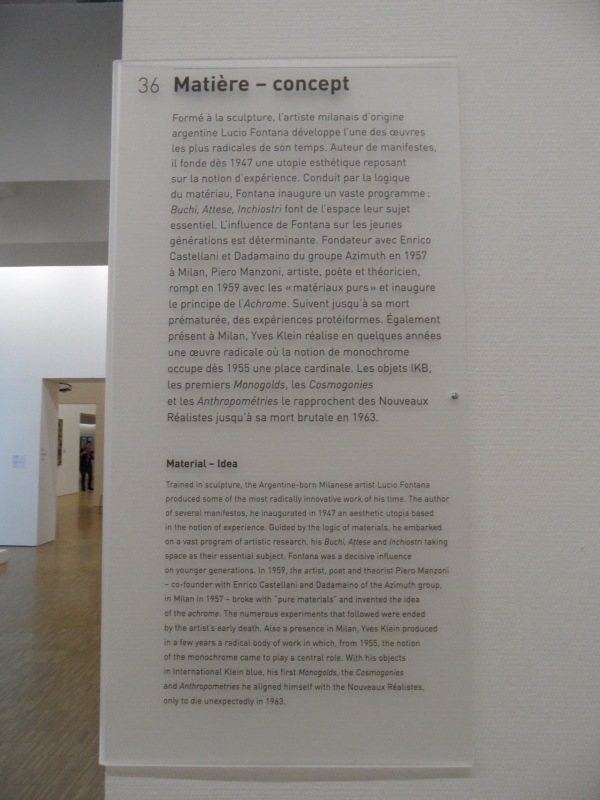 36 Matière – concept
Formé à la sculpture, l'artiste milanais d'origine
argentine Lucio Fontana développe l'une des œuvres
les plus radicales de son temps. Auteur de manifestes,
il fonde dès 1947 une utopie esthétique reposant
sur la notion d'expérience. Conduit par la logique
du matériau, Fontana inaugure un vaste programme :
Buchi, Attese, Inchiostri font de l'espace leur sujet
essentiel. L'influence de Fontana sur les jeunes
générations est déterminante. Fondateur avec Enrico
Castellani et Dadamaino du groupe Azimuth en 1957
à Milan, Piero Manzoni, artiste, poète et théoricien,
rompt en 1959 avec les « matériaux purs » et inaugure
le principe de l'Achrome. Suivent jusqu'à sa mort
prématurée, des expériences protéiformes. Également
présent à Milan, Yves Klein réalise en quelques années
une œuvre radicale où la notion de monochrome
occupe dès 1955 une place cardinale. Les objets IKB,
les premiers Monogolds, les Cosmogonies
et les Anthropométries le rapprochent des Nouveaux
Réalistes jusqu'à sa mort brutale en 1963.
Material – Idea
Trained in sculpture, the Argentine-born Milanese artist Lucio Fontana
produced some of the most radically innovative work of his time. The author
of several manifestos, he inaugurated in 1947 an aesthetic utopia based
in the notion of experience. Guided by the logic of materials, he embarked
on a vast program of artistic research, his Buchi, Attese and Inchiostri taking
space as their essential subject. Fontana was a decisive influence
on younger generations. In 1959, the artist, poet and theorist Piero Manzoni
– co-founder with Enrico Castellani and Dadamaino of the Azimuth group,
in Milan in 1957 – broke with "pure materials" and invented the idea
of the achrome. The numerous experiments that followed were ended
by the artist's early death. Also a presence in Milan, Yves Klein produced
in a few years a radical body of work in which, from 1955, the notion
of the monochrome came to play a central role. With his objects
in International Klein blue, his first Monogolds, the Cosmogonies
and Anthropometries he aligned himself with the Nouveaux Réalistes,
only to die unexpectedly in 1963.